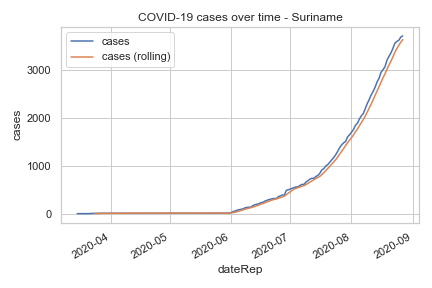 COVID-19 cases over time - Suriname
cases
cases (rolling)
3000
2000
1000
0
cases
2020-04
2020-05
2020-06
2020-07
2020-08
2020-09
dateRep